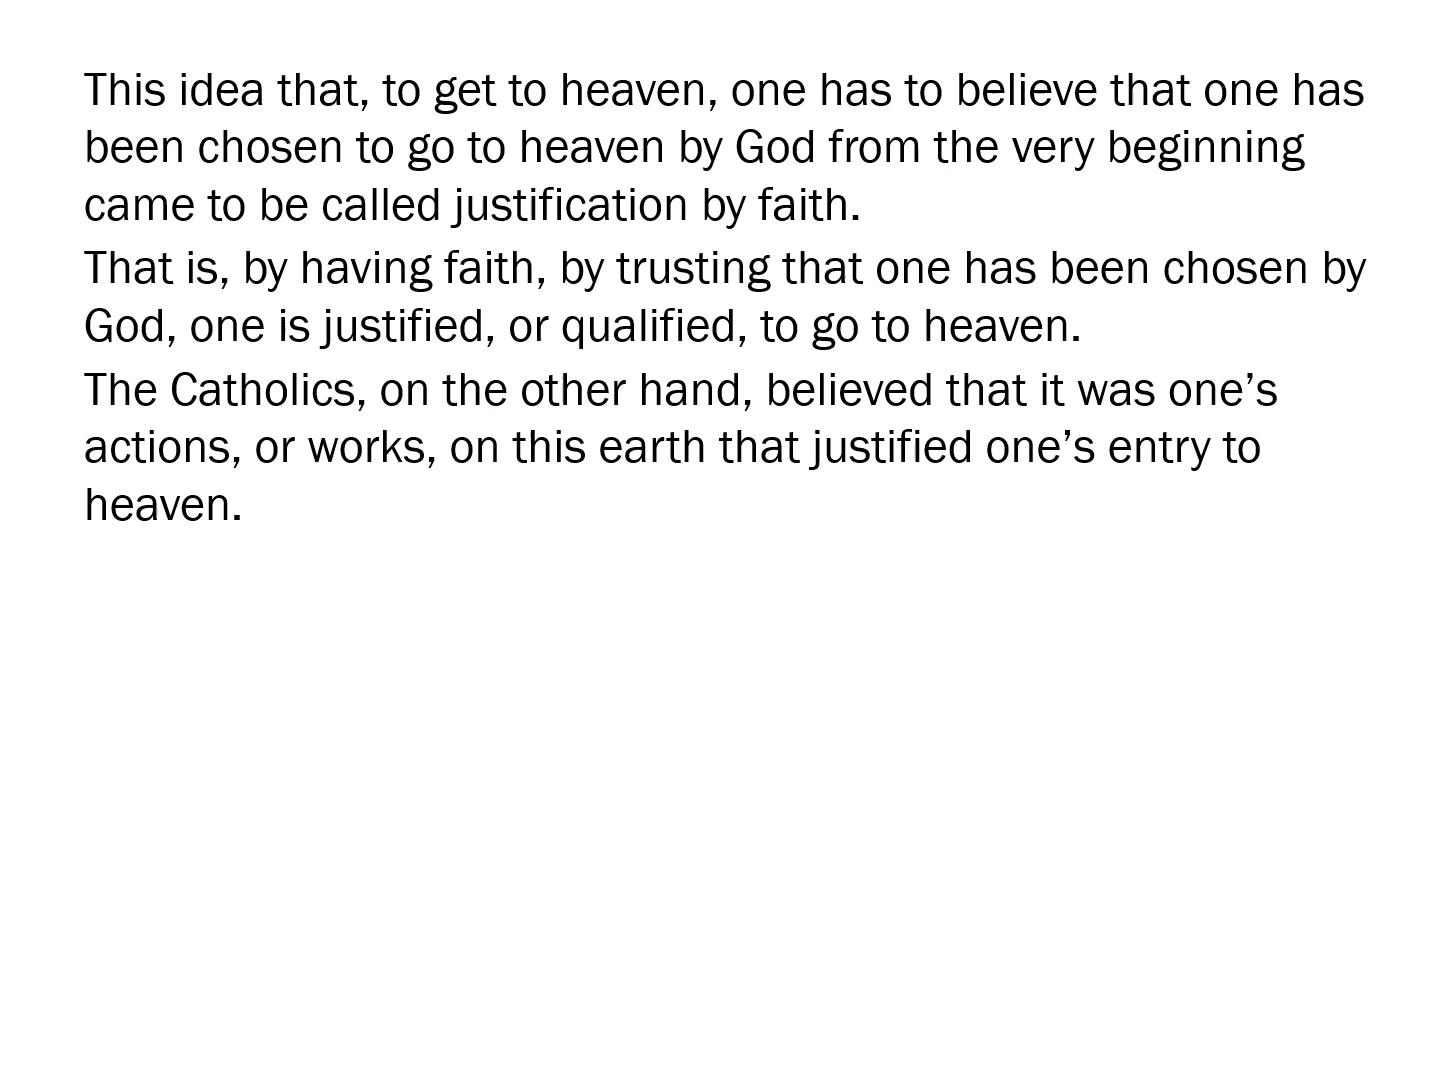 This idea that, to get to heaven, one has to believe that one has
been chosen to go to heaven by God from the very beginning
came to be called justification by faith.
That is, by having faith, by trusting that one has been chosen by
God, one is justified, or qualified, to go to heaven.
The Catholics, on the other hand, believed that it was one’s
actions, or works, on this earth that justified one’s entry to
heaven.